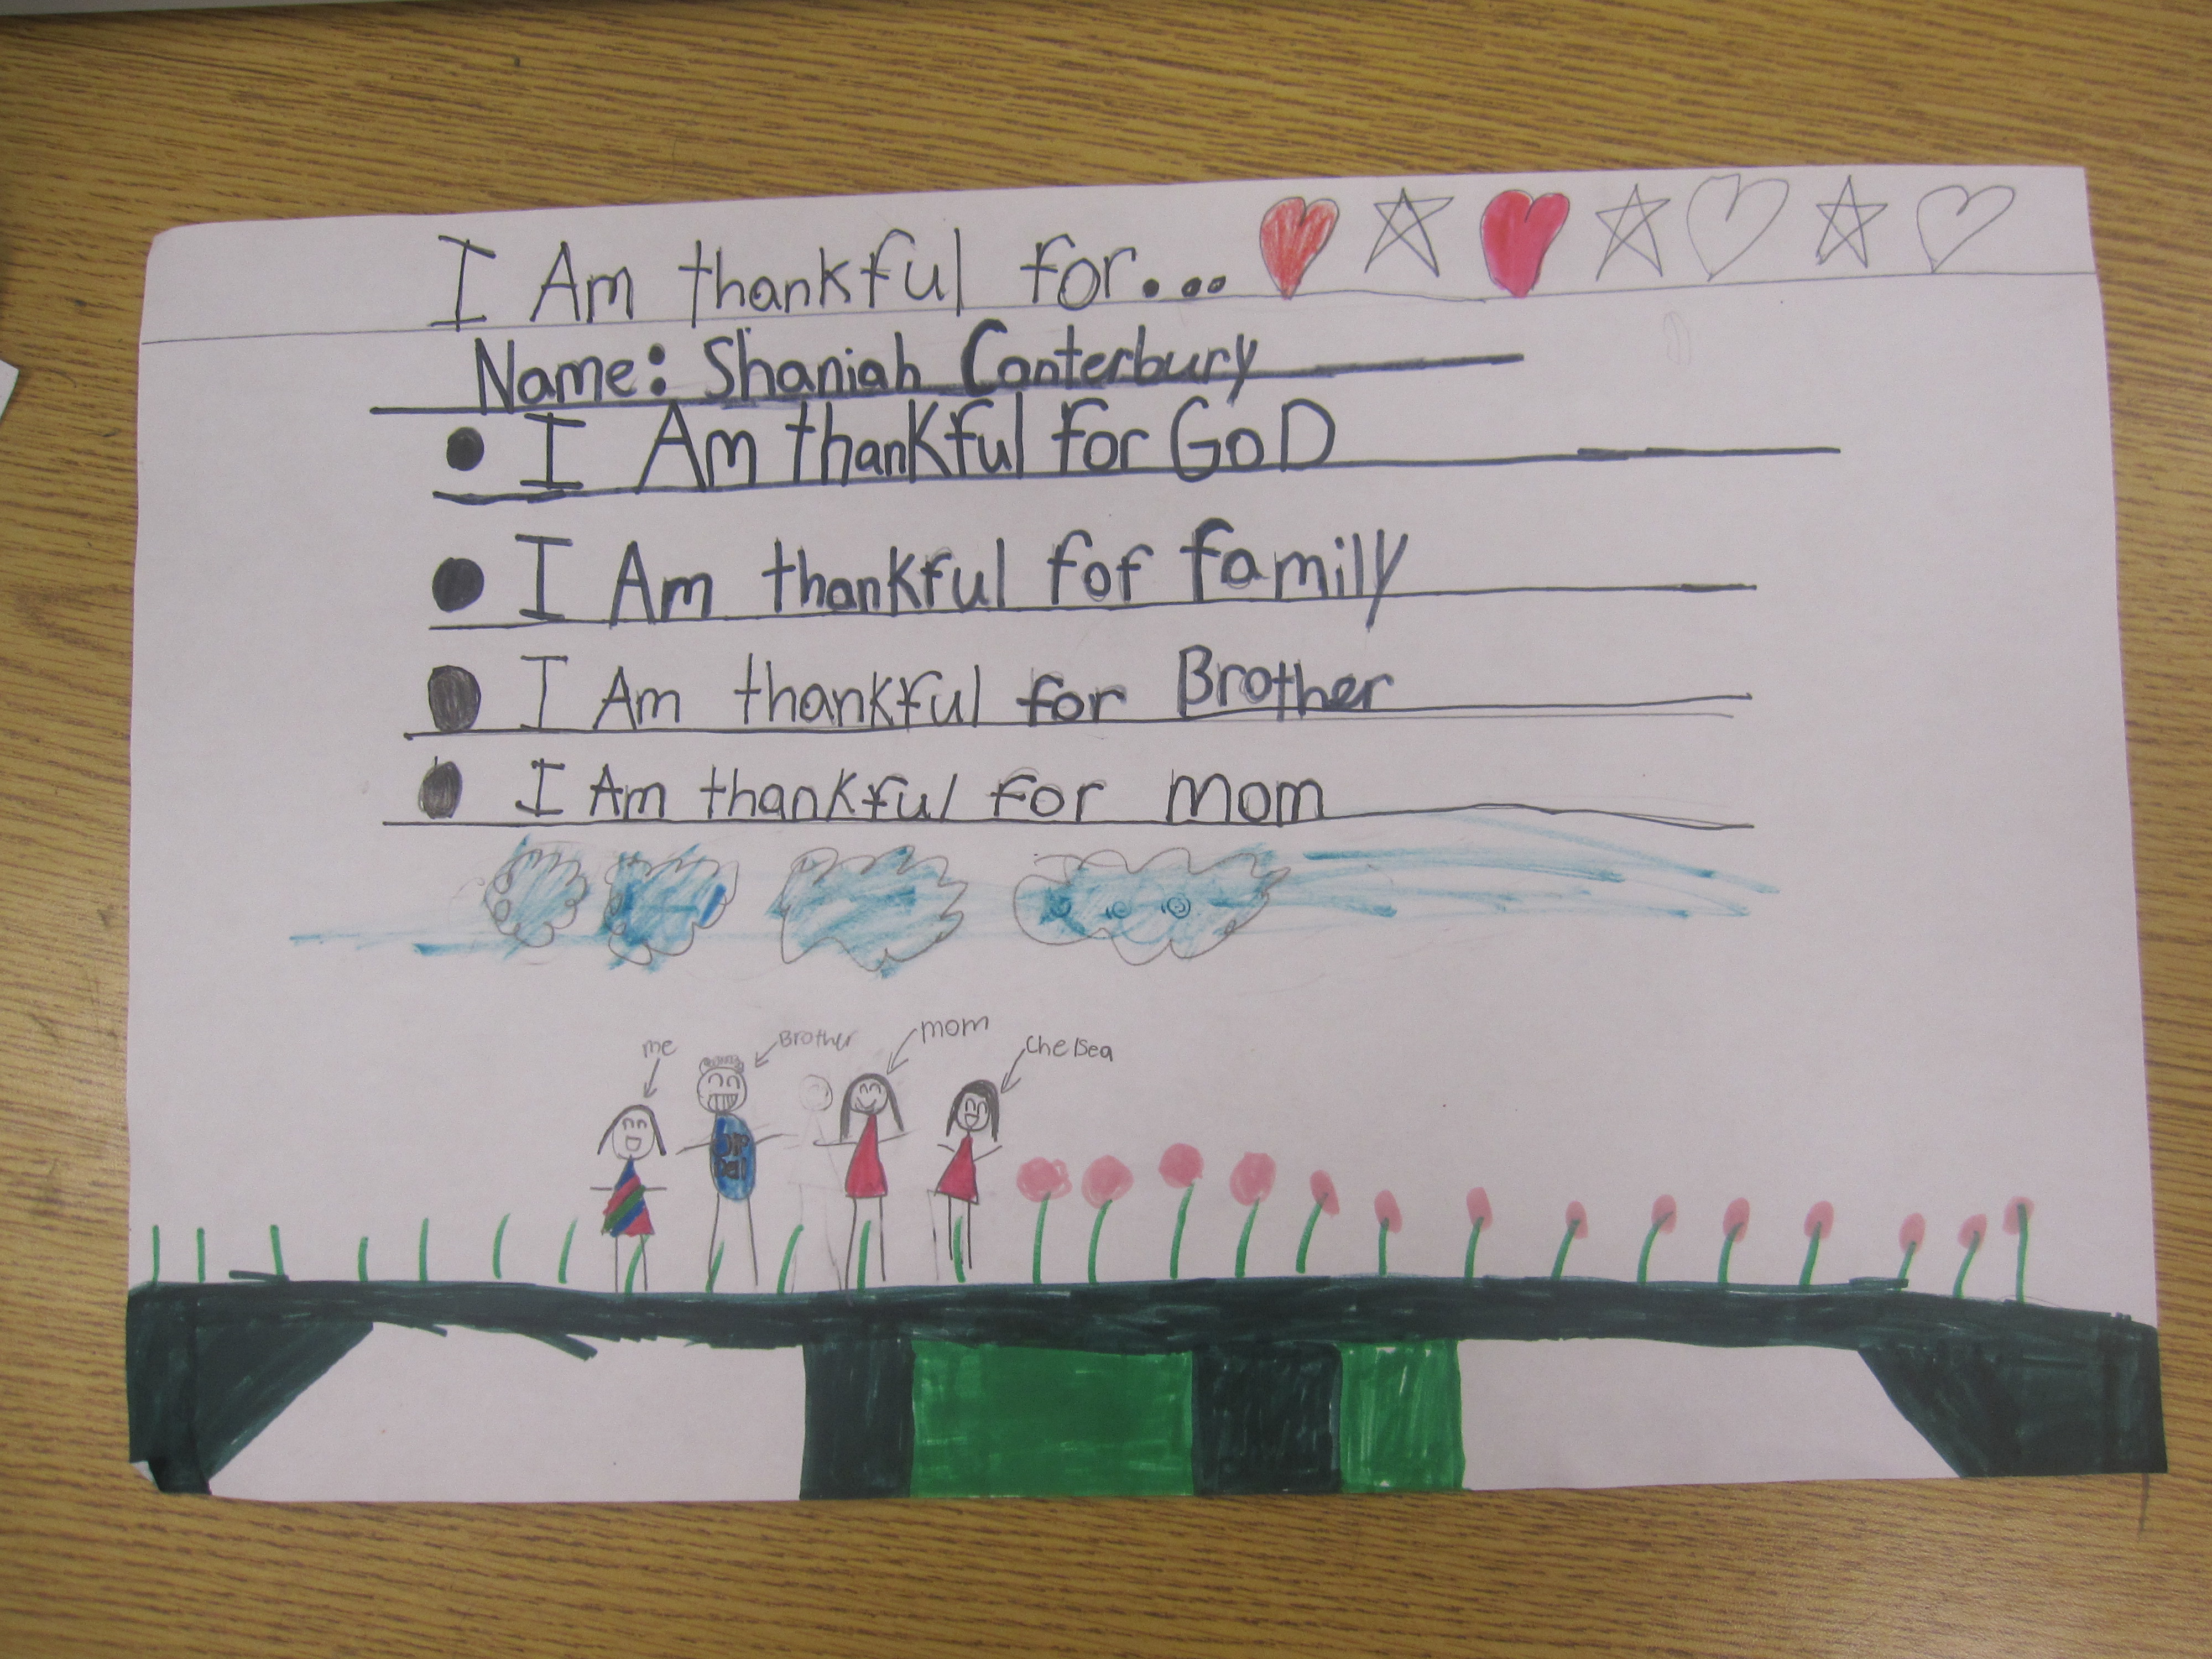 I Am thankful for...
Name: Shaniah Canterbury
• I Am thankful for GoD
• I Am thankful fof family
• I Am thankful for Brother
• I Am thankful for mom
me
Brother
mom
Chelsea